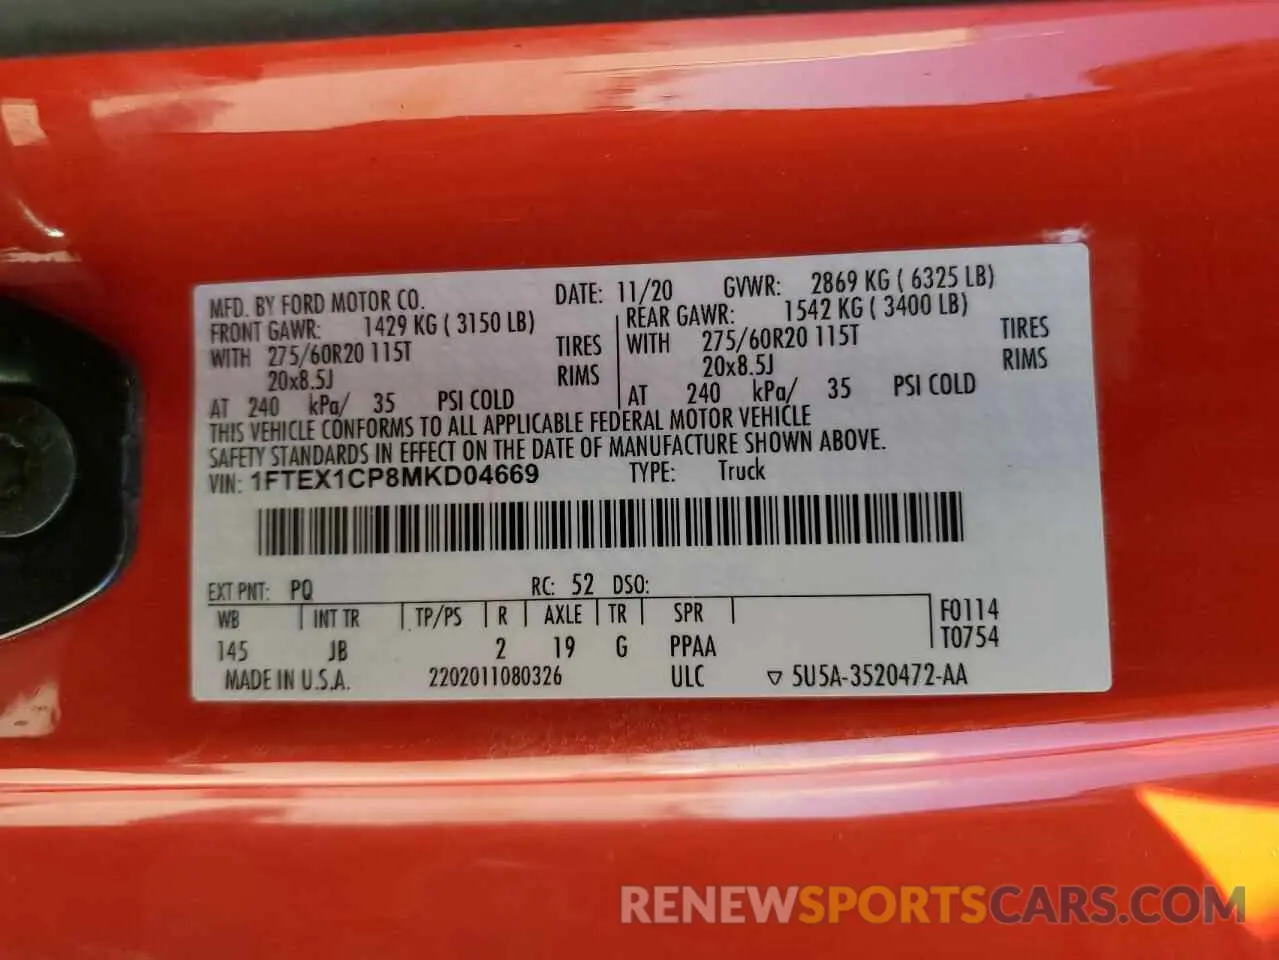 MFD. BY FORD MOTOR CO. DATE: 11/20 GVWR: 2869 KG ( 6325 LB)
FRONT GAWR: 1429 KG ( 3150 LB) REAR GAWR: 1542 KG ( 3400 LB)
WITH 275/60R20 115T TIRES WITH 275/60R20 115T TIRES
20x8.5J RIMS 20x8.5J RIMS
AT 240 kPa/ 35 PSI COLD AT 240 kPa/ 35 PSI COLD
THIS VEHICLE CONFORMS TO ALL APPLICABLE FEDERAL MOTOR VEHICLE
SAFETY STANDARDS IN EFFECT ON THE DATE OF MANUFACTURE SHOWN ABOVE.
VIN: 1FTEX1CP8MKD04669 TYPE: Truck
EXT PNT: PQ RC: 52 DSO:
WB INT TR TP/PS R AXLE TR SPR F0114
145 JB 2 19 G PPAA T0754
MADE IN U.S.A. 2202011080326 ULC ▽ 5U5A-3520472-AA
RENEWSPORTSCARS.COM